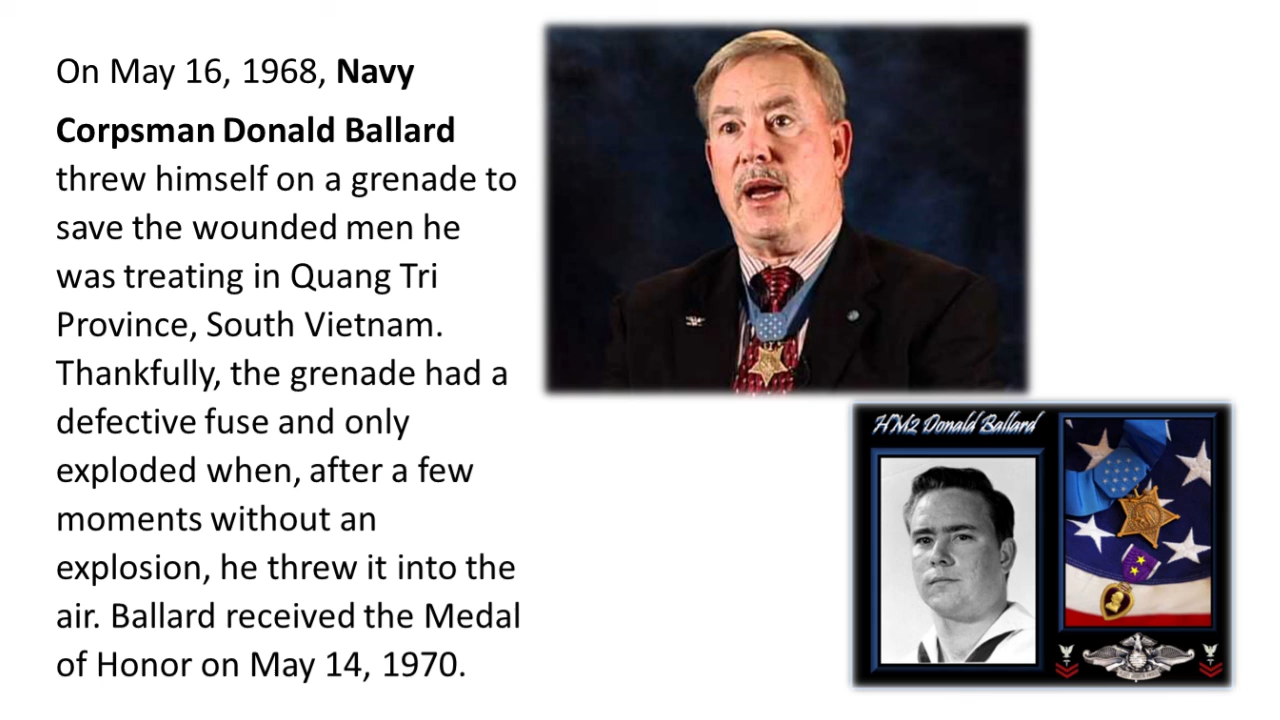 On May 16, 1968, Navy
Corpsman Donald Ballard
threw himself on a grenade to
save the wounded men he
was treating in Quang Tri
Province, South Vietnam.
Thankfully, the grenade had a
defective fuse and only
exploded when, after a few
moments without an
explosion, he threw it into the
air. Ballard received the Medal
of Honor on May 14, 1970.
HM2 Donald Ballard